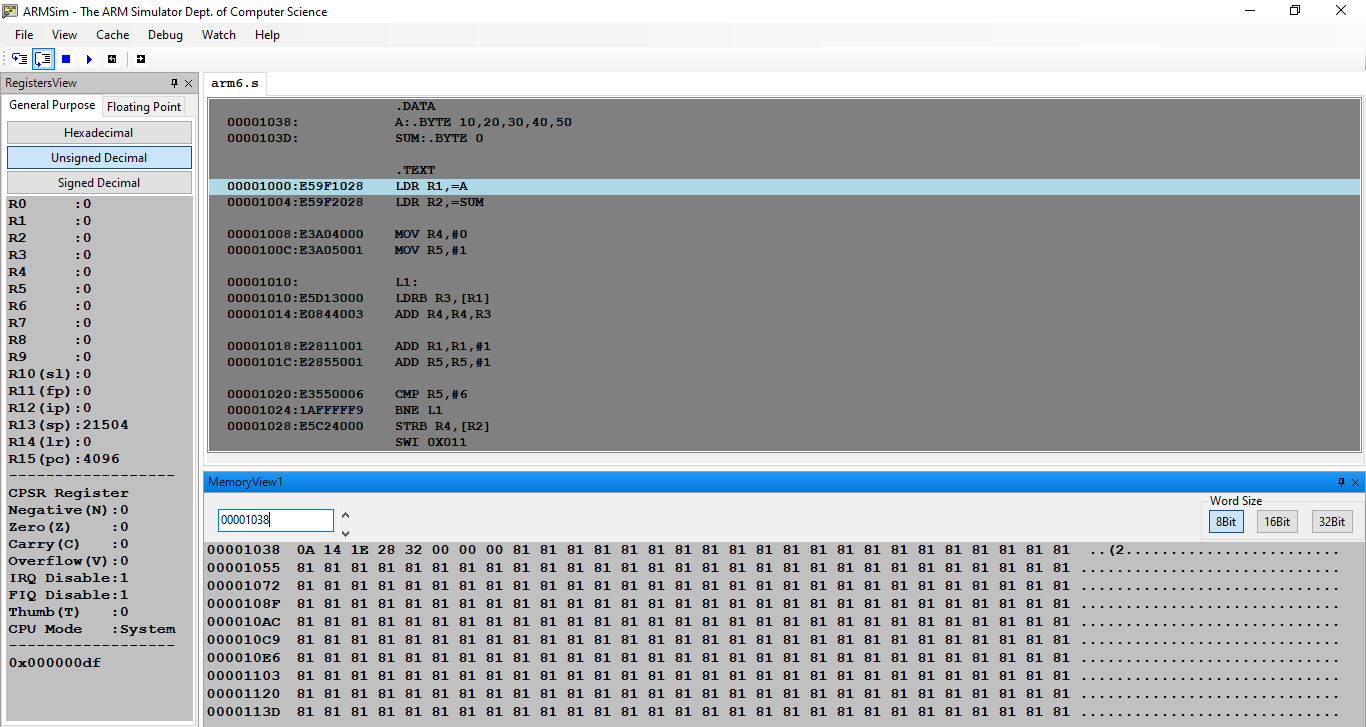 ARMSim - The ARM Simulator Dept. of Computer Science
File View Cache Debug Watch Help
RegistersView
General Purpose Floating Point
Hexadecimal
Unsigned Decimal
Signed Decimal
R0 :0
R1 :0
R2 :0
R3 :0
R4 :0
R5 :0
R6 :0
R7 :0
R8 :0
R9 :0
R10(sl):0
R11(fp):0
R12(ip):0
R13(sp):21504
R14(lr):0
R15(pc):4096
------------------
CPSR Register
Negative(N):0
Zero(Z) :0
Carry(C) :0
Overflow(V):0
IRQ Disable:1
FIQ Disable:1
Thumb(T) :0
CPU Mode :System
------------------
0x000000df
arm6.s
.DATA
00001038: A:.BYTE 10,20,30,40,50
0000103D: SUM:.BYTE 0
.TEXT
00001000:E59F1028 LDR R1,=A
00001004:E59F2028 LDR R2,=SUM
00001008:E3A04000 MOV R4,#0
0000100C:E3A05001 MOV R5,#1
00001010: L1:
00001010:E5D13000 LDRB R3,[R1]
00001014:E0844003 ADD R4,R4,R3
00001018:E2811001 ADD R1,R1,#1
0000101C:E2855001 ADD R5,R5,#1
00001020:E3550006 CMP R5,#6
00001024:1AFFFFF9 BNE L1
00001028:E5C24000 STRB R4,[R2]
SWI 0X011
MemoryView1
00001038
Word Size
8Bit 16Bit 32Bit
00001038 0A 14 1E 28 32 00 00 00 81 81 81 81 81 81 81 81 81 81 81 81 81 81 81 81 81 81 81 81 81 ..(2........................
00001055 81 81 81 81 81 81 81 81 81 81 81 81 81 81 81 81 81 81 81 81 81 81 81 81 81 81 81 81 81 .............................
00001072 81 81 81 81 81 81 81 81 81 81 81 81 81 81 81 81 81 81 81 81 81 81 81 81 81 81 81 81 81 .............................
0000108F 81 81 81 81 81 81 81 81 81 81 81 81 81 81 81 81 81 81 81 81 81 81 81 81 81 81 81 81 81 .............................
000010AC 81 81 81 81 81 81 81 81 81 81 81 81 81 81 81 81 81 81 81 81 81 81 81 81 81 81 81 81 81 .............................
000010C9 81 81 81 81 81 81 81 81 81 81 81 81 81 81 81 81 81 81 81 81 81 81 81 81 81 81 81 81 81 .............................
000010E6 81 81 81 81 81 81 81 81 81 81 81 81 81 81 81 81 81 81 81 81 81 81 81 81 81 81 81 81 81 .............................
00001103 81 81 81 81 81 81 81 81 81 81 81 81 81 81 81 81 81 81 81 81 81 81 81 81 81 81 81 81 81 .............................
00001120 81 81 81 81 81 81 81 81 81 81 81 81 81 81 81 81 81 81 81 81 81 81 81 81 81 81 81 81 81 .............................
0000113D 81 81 81 81 81 81 81 81 81 81 81 81 81 81 81 81 81 81 81 81 81 81 81 81 81 81 81 81 81 .............................